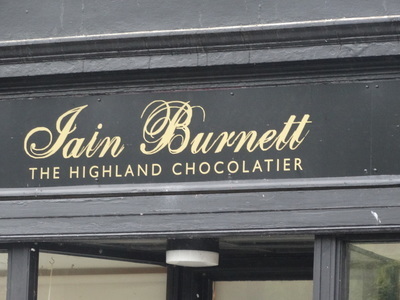 Iain Burnett
THE HIGHLAND CHOCOLATIER